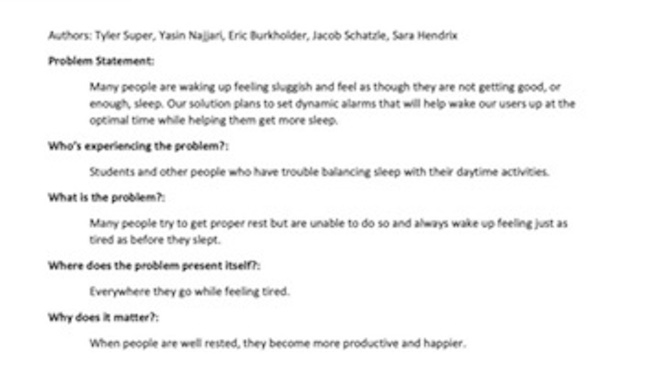 Authors: Tyler Super, Yasin Najjari, Eric Burkholder, Jacob Schatzle, Sara Hendrix
Problem Statement:
Many people are waking up feeling sluggish and feel as though they are not getting good, or
enough, sleep. Our solution plans to set dynamic alarms that will help wake our users up at the
optimal time while helping them get more sleep.
Who's experiencing the problem?:
Students and other people who have trouble balancing sleep with their daytime activities.
What is the problem?:
Many people try to get proper rest but are unable to do so and always wake up feeling just as
tired as before they slept.
Where does the problem present itself?:
Everywhere they go while feeling tired.
Why does it matter?:
When people are well rested, they become more productive and happier.